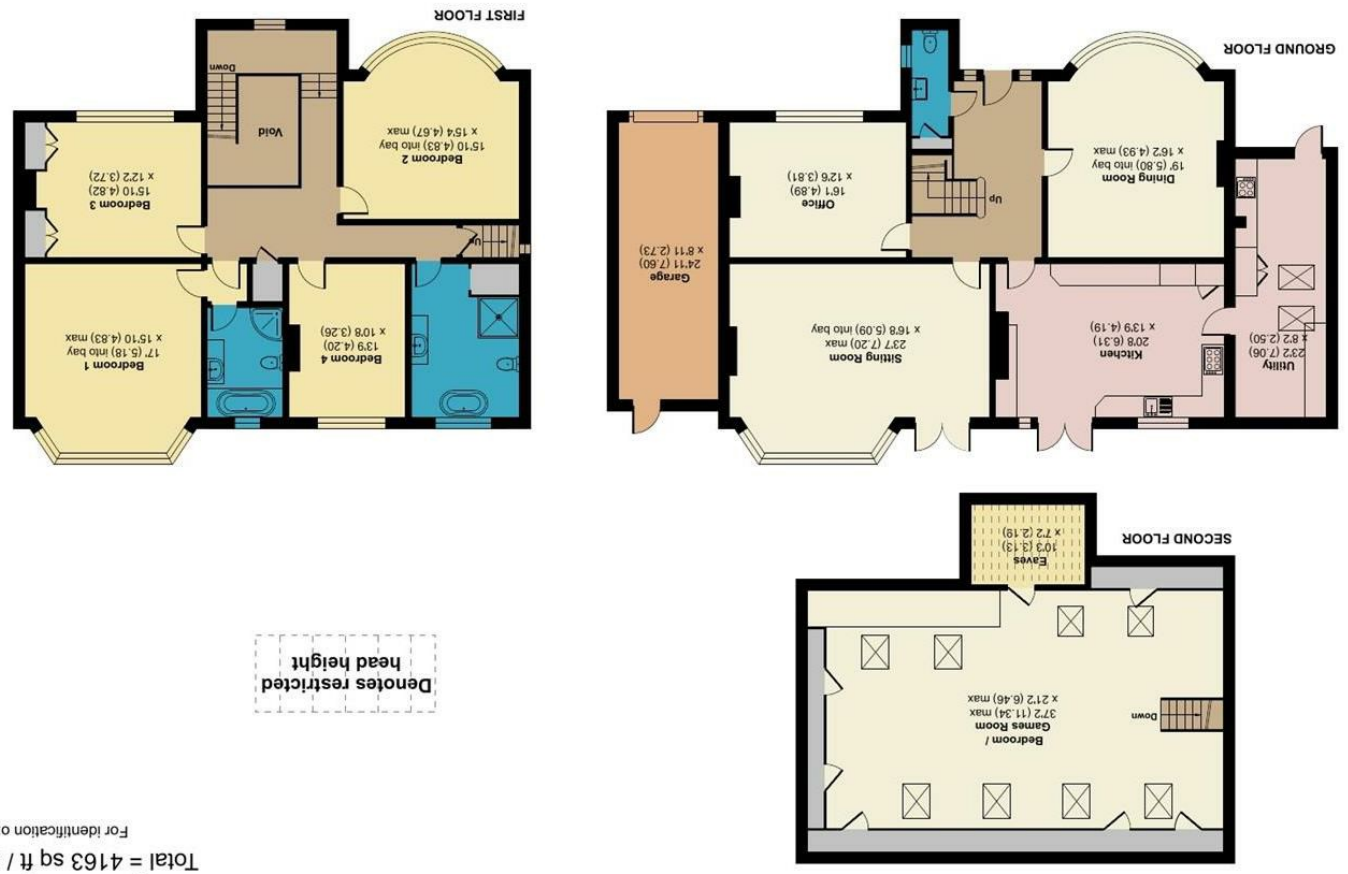 Total = 4163 sq ft /
For identification o
Bedroom /
Games Room
37'2 (11.34) max
x 21'2 (6.46) max
Down
Eaves
10'3 (3.13)
x 7'2 (2.19)
SECOND FLOOR
Denotes restricted
head height
Utility
23'2 (7.06)
x 8'2 (2.50)
Kitchen
20'8 (6.31)
x 13'9 (4.19)
Sitting Room
23'7 (7.20) max
x 16'8 (5.09) into bay
Garage
24'11 (7.60)
x 8'11 (2.73)
Dining Room
19' (5.80) into bay
x 16'2 (4.93) max
Up
Office
16'1 (4.89)
x 12'6 (3.81)
GROUND FLOOR
Bedroom 4
13'9 (4.20)
x 10'8 (3.26)
Bedroom 1
17' (5.18) into bay
x 15'10 (4.83) max
Up
Bedroom 2
15'10 (4.83) into bay
x 15'4 (4.67) max
Void
Bedroom 3
15'10 (4.82)
x 12'2 (3.72)
Down
FIRST FLOOR